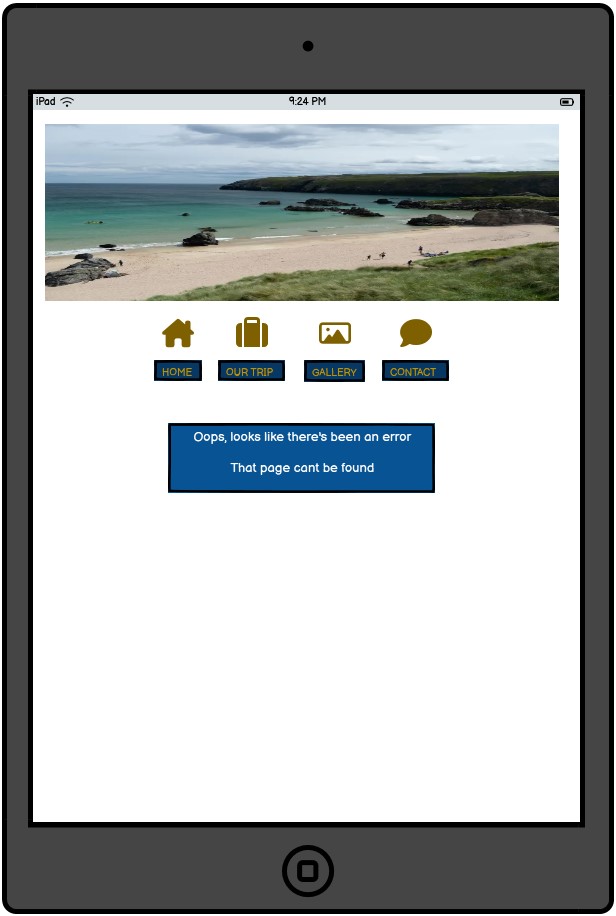 iPad
9:24 PM
HOME
OUR TRIP
GALLERY
CONTACT
Oops, looks like there's been an error
That page cant be found